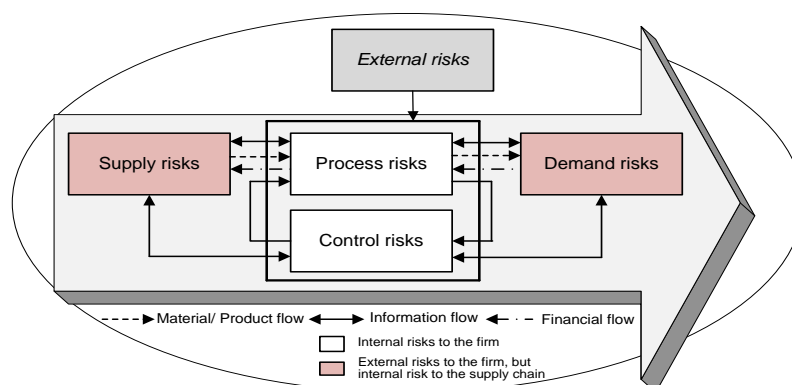 External risks
Supply risks
Process risks
Demand risks
Control risks
Material/ Product flow
Information flow
Financial flow
Internal risks to the firm
External risks to the firm, but
internal risk to the supply chain